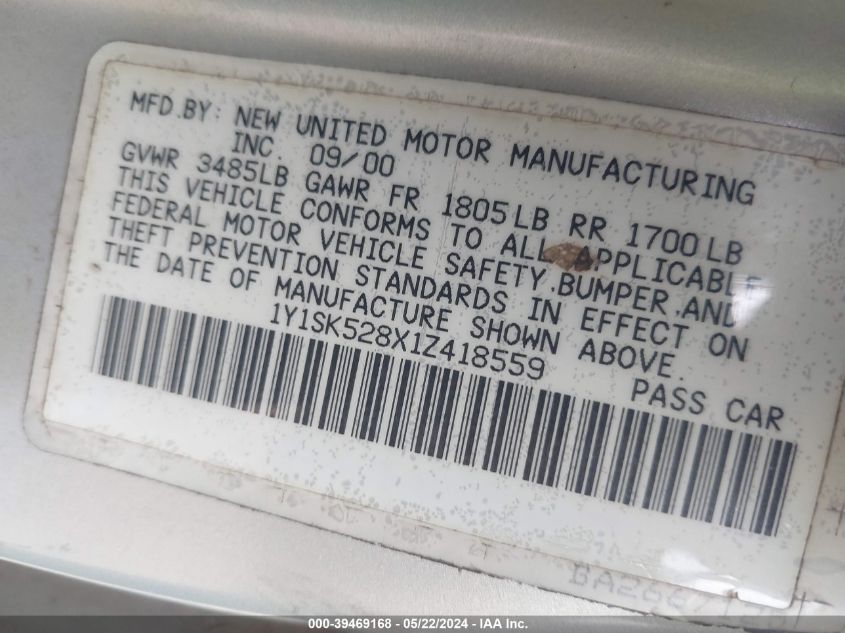 MFD.BY: NEW UNITED MOTOR MANUFACTURING
INC. 09/00
GVWR 3485LB GAWR FR 1805LB RR 1700LB
THIS VEHICLE CONFORMS TO ALL APPLICABLE
FEDERAL MOTOR VEHICLE SAFETY,BUMPER,AND
THEFT PREVENTION STANDARDS IN EFFECT ON
THE DATE OF MANUFACTURE SHOWN ABOVE
1Y1SK528X1Z418559
PASS CAR
000-39469168 - 05/22/2024 - IAA Inc.